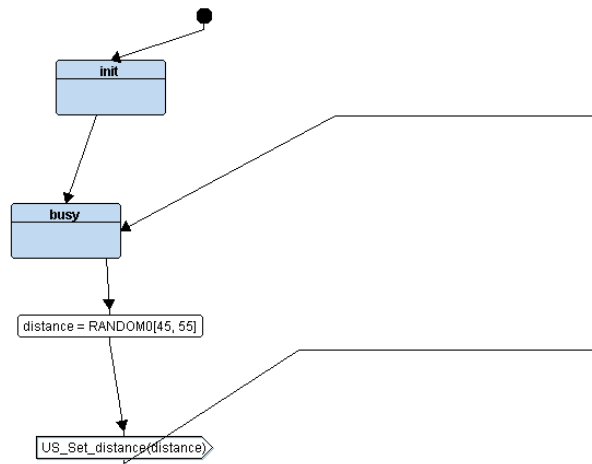 init
busy
distance = RANDOM0[45, 55]
US_Set_distance(distance)